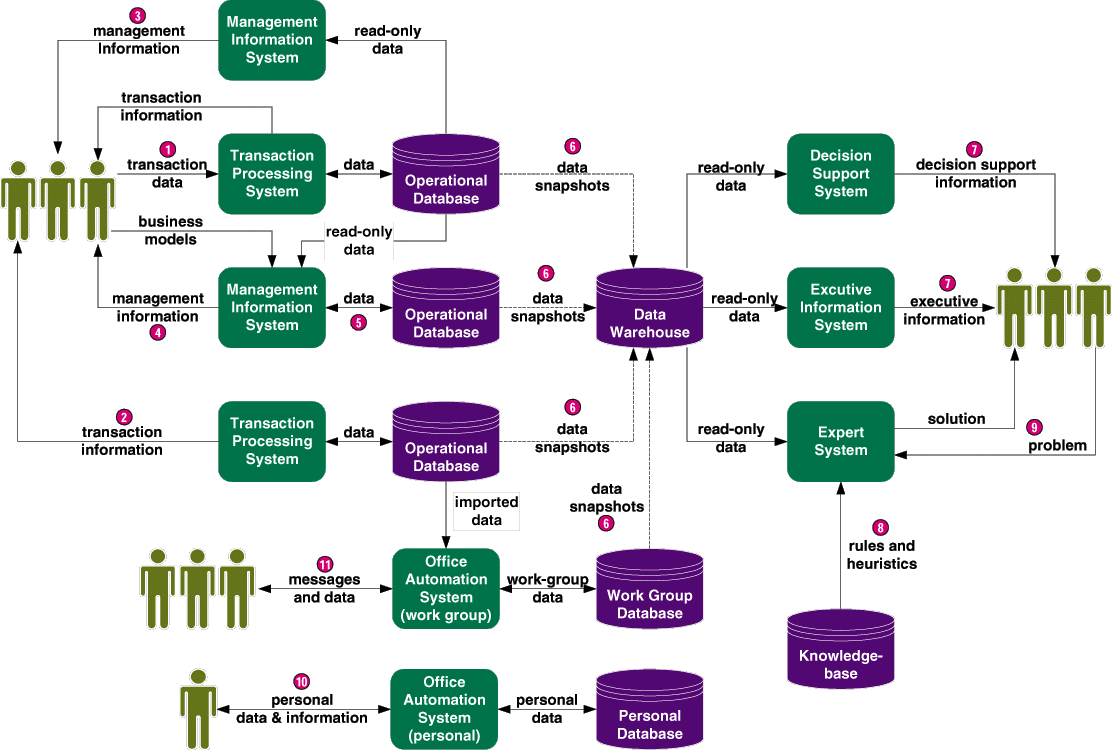 3
management
Information
Management
Information
System
read-only
data
transaction
information
1
transaction
data
Transaction
Processing
System
data
Operational
Database
6
data
snapshots
read-only
data
Decision
Support
System
7
decision support
information
business
models
read-only
data
management
information
4
Management
Information
System
data
5
Operational
Database
6
data
snapshots
Data
Warehouse
read-only
data
Excutive
Information
System
7
executive
information
2
transaction
information
Transaction
Processing
System
data
Operational
Database
6
data
snapshots
read-only
data
Expert
System
solution
9
problem
imported
data
data
snapshots
6
8
rules and
heuristics
11
messages
and data
Office
Automation
System
(work group)
work-group
data
Work Group
Database
Knowledge-
base
10
personal
data & information
Office
Automation
System
(personal)
personal
data
Personal
Database